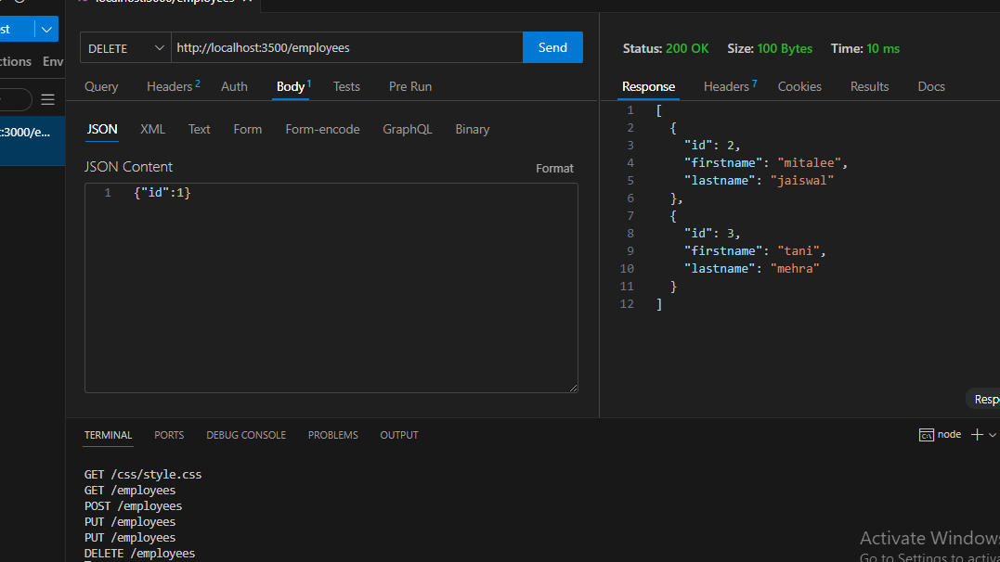 localhost:3000/employees
st
DELETE http://localhost:3500/employees Send
Status: 200 OK Size: 100 Bytes Time: 10 ms
ctions Env
Query Headers 2 Auth Body 1 Tests Pre Run
Response Headers 7 Cookies Results Docs
:3000/e...
JSON XML Text Form Form-encode GraphQL Binary
JSON Content Format
1 {"id":1}
1 [
2 {
3 "id": 2,
4 "firstname": "mitalee",
5 "lastname": "jaiswal"
6 },
7 {
8 "id": 3,
9 "firstname": "tani",
10 "lastname": "mehra"
11 }
12 ]
Resp
TERMINAL PORTS DEBUG CONSOLE PROBLEMS OUTPUT
node
GET /css/style.css
GET /employees
POST /employees
PUT /employees
PUT /employees
DELETE /employees
Activate Windows
Go to Settings to activa